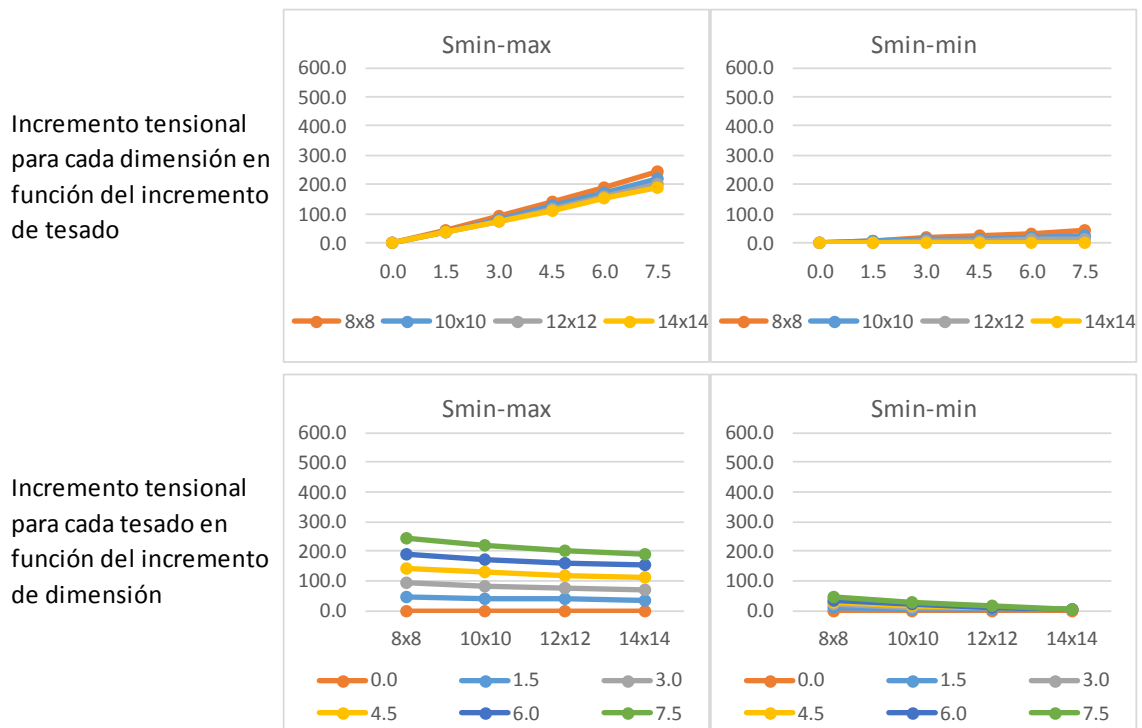 Incremento tensional
para cada dimensión en
función del incremento
de tesado
Smin-max
600.0
500.0
400.0
300.0
200.0
100.0
0.0
0.0 1.5 3.0 4.5 6.0 7.5
8x8 10x10 12x12 14x14
Smin-min
600.0
500.0
400.0
300.0
200.0
100.0
0.0
0.0 1.5 3.0 4.5 6.0 7.5
8x8 10x10 12x12 14x14
Incremento tensional
para cada tesado en
función del incremento
de dimensión
Smin-max
600.0
500.0
400.0
300.0
200.0
100.0
0.0
8x8 10x10 12x12 14x14
0.0 1.5 3.0
4.5 6.0 7.5
Smin-min
600.0
500.0
400.0
300.0
200.0
100.0
0.0
8x8 10x10 12x12 14x14
0.0 1.5 3.0
4.5 6.0 7.5